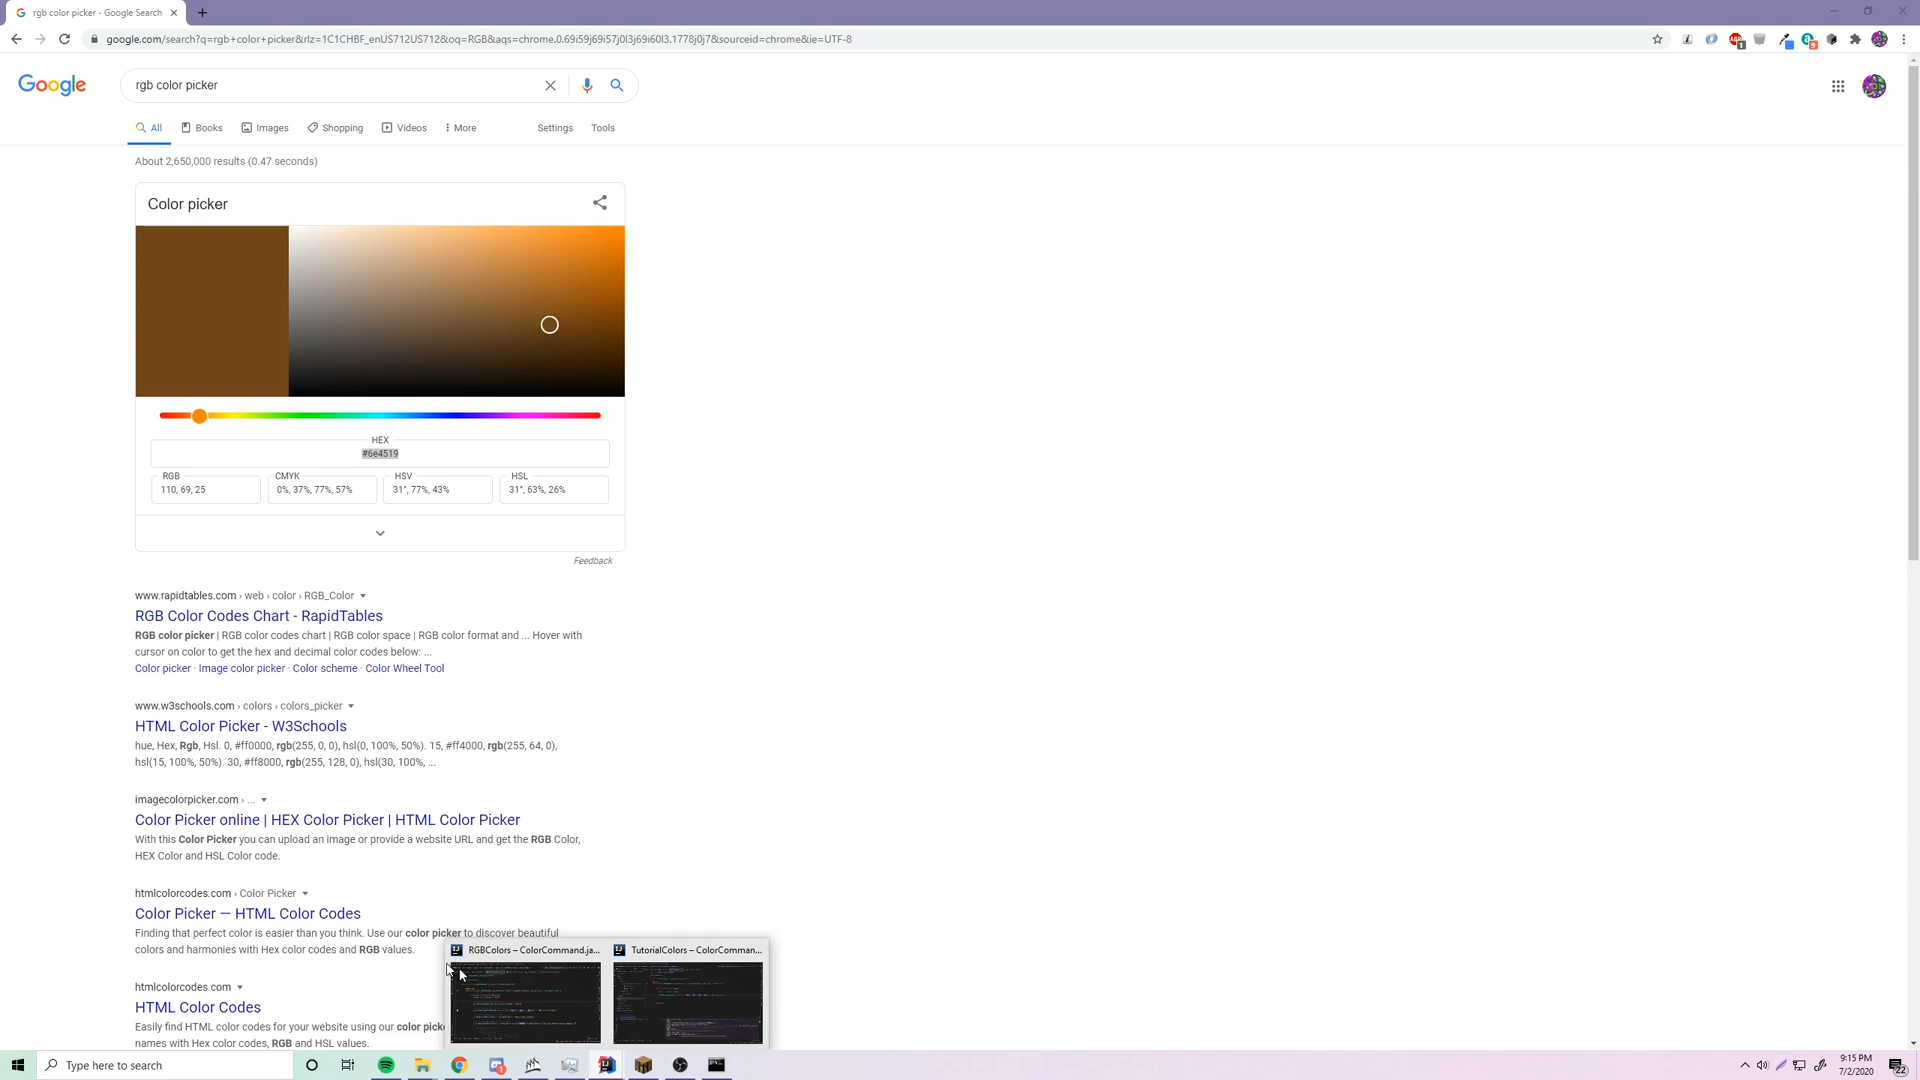 rgb color picker - Google Search
google.com/search?q=rgb+color+picker&rlz=1C1CHBF_enUS712US712&oq=RGB&aqs=chrome.0.69i59j69i57j0l3j69i60l3.1778j0j7&sourceid=chrome&ie=UTF-8
Google
rgb color picker
All Books Images Shopping Videos More Settings Tools
About 2,650,000 results (0.47 seconds)
Color picker
HEX
#6e4519
RGB CMYK HSV HSL
110, 69, 25 0%, 37%, 77%, 57% 31°, 77%, 43% 31°, 63%, 26%
Feedback
www.rapidtables.com › web › color › RGB_Color
RGB Color Codes Chart - RapidTables
RGB color picker | RGB color codes chart | RGB color space | RGB color format and ... Hover with
cursor on color to get the hex and decimal color codes below: ...
Color picker · Image color picker · Color scheme · Color Wheel Tool
www.w3schools.com › colors › colors_picker
HTML Color Picker - W3Schools
hue, Hex, Rgb, Hsl. 0, #ff0000, rgb(255, 0, 0), hsl(0, 100%, 50%). 15, #ff4000, rgb(255, 64, 0),
hsl(15, 100%, 50%). 30, #ff8000, rgb(255, 128, 0), hsl(30, 100%, ...
imagecolorpicker.com › ...
Color Picker online | HEX Color Picker | HTML Color Picker
With this Color Picker you can upload an image or provide a website URL and get the RGB Color,
HEX Color and HSL Color code.
htmlcolorcodes.com › Color Picker
Color Picker — HTML Color Codes
Finding that perfect color is easier than you think. Use our color picker to discover beautiful
colors and harmonies with Hex color codes and RGB values.
RGBColors – ColorCommand.ja... TutorialColors – ColorComman...
htmlcolorcodes.com
HTML Color Codes
Easily find HTML color codes for your website using our color picke
names with Hex color codes, RGB and HSL values.
Type here to search
9:15 PM
7/2/2020
22